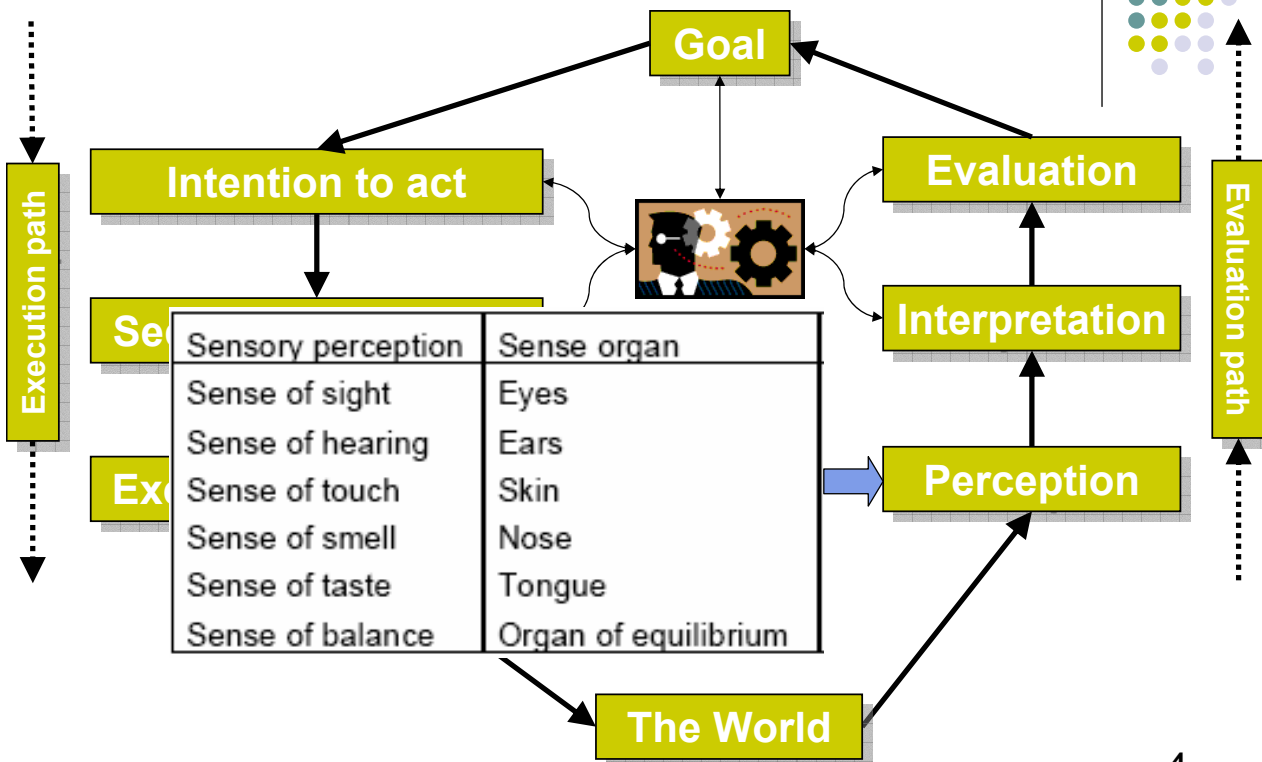 Goal
Intention to act
Evaluation
Execution path
Evaluation path
Interpretation
Sensory perception Sense organ
Sense of sight Eyes
Sense of hearing Ears
Sense of touch Skin
Sense of smell Nose
Sense of taste Tongue
Sense of balance Organ of equilibrium
Perception
The World